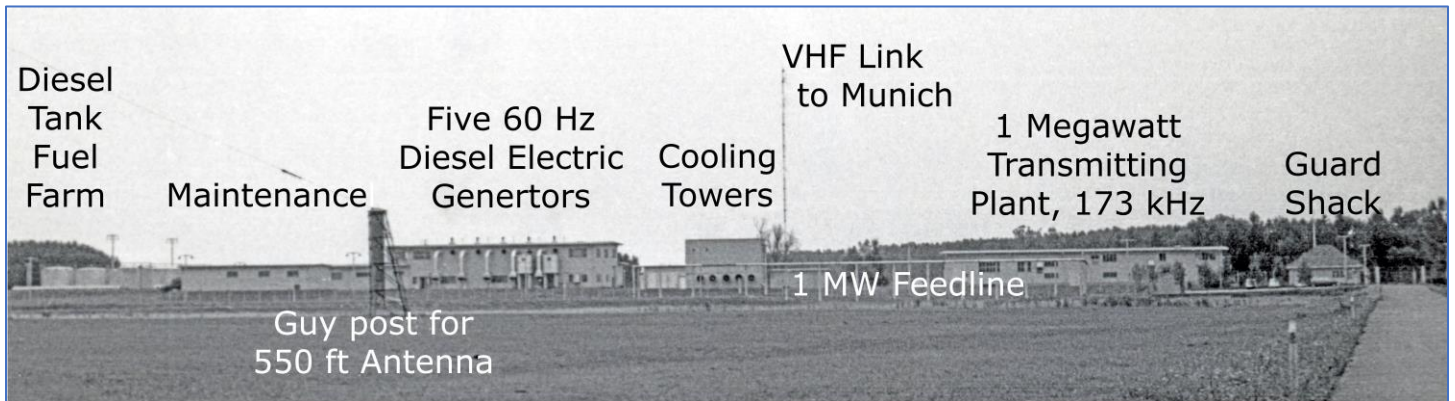 Diesel
Tank
Fuel
Farm
Maintenance
Five 60 Hz
Diesel Electric
Genertors
Cooling
Towers
VHF Link
to Munich
1 Megawatt
Transmitting
Plant, 173 kHz
Guard
Shack
1 MW Feedline
Guy post for
550 ft Antenna